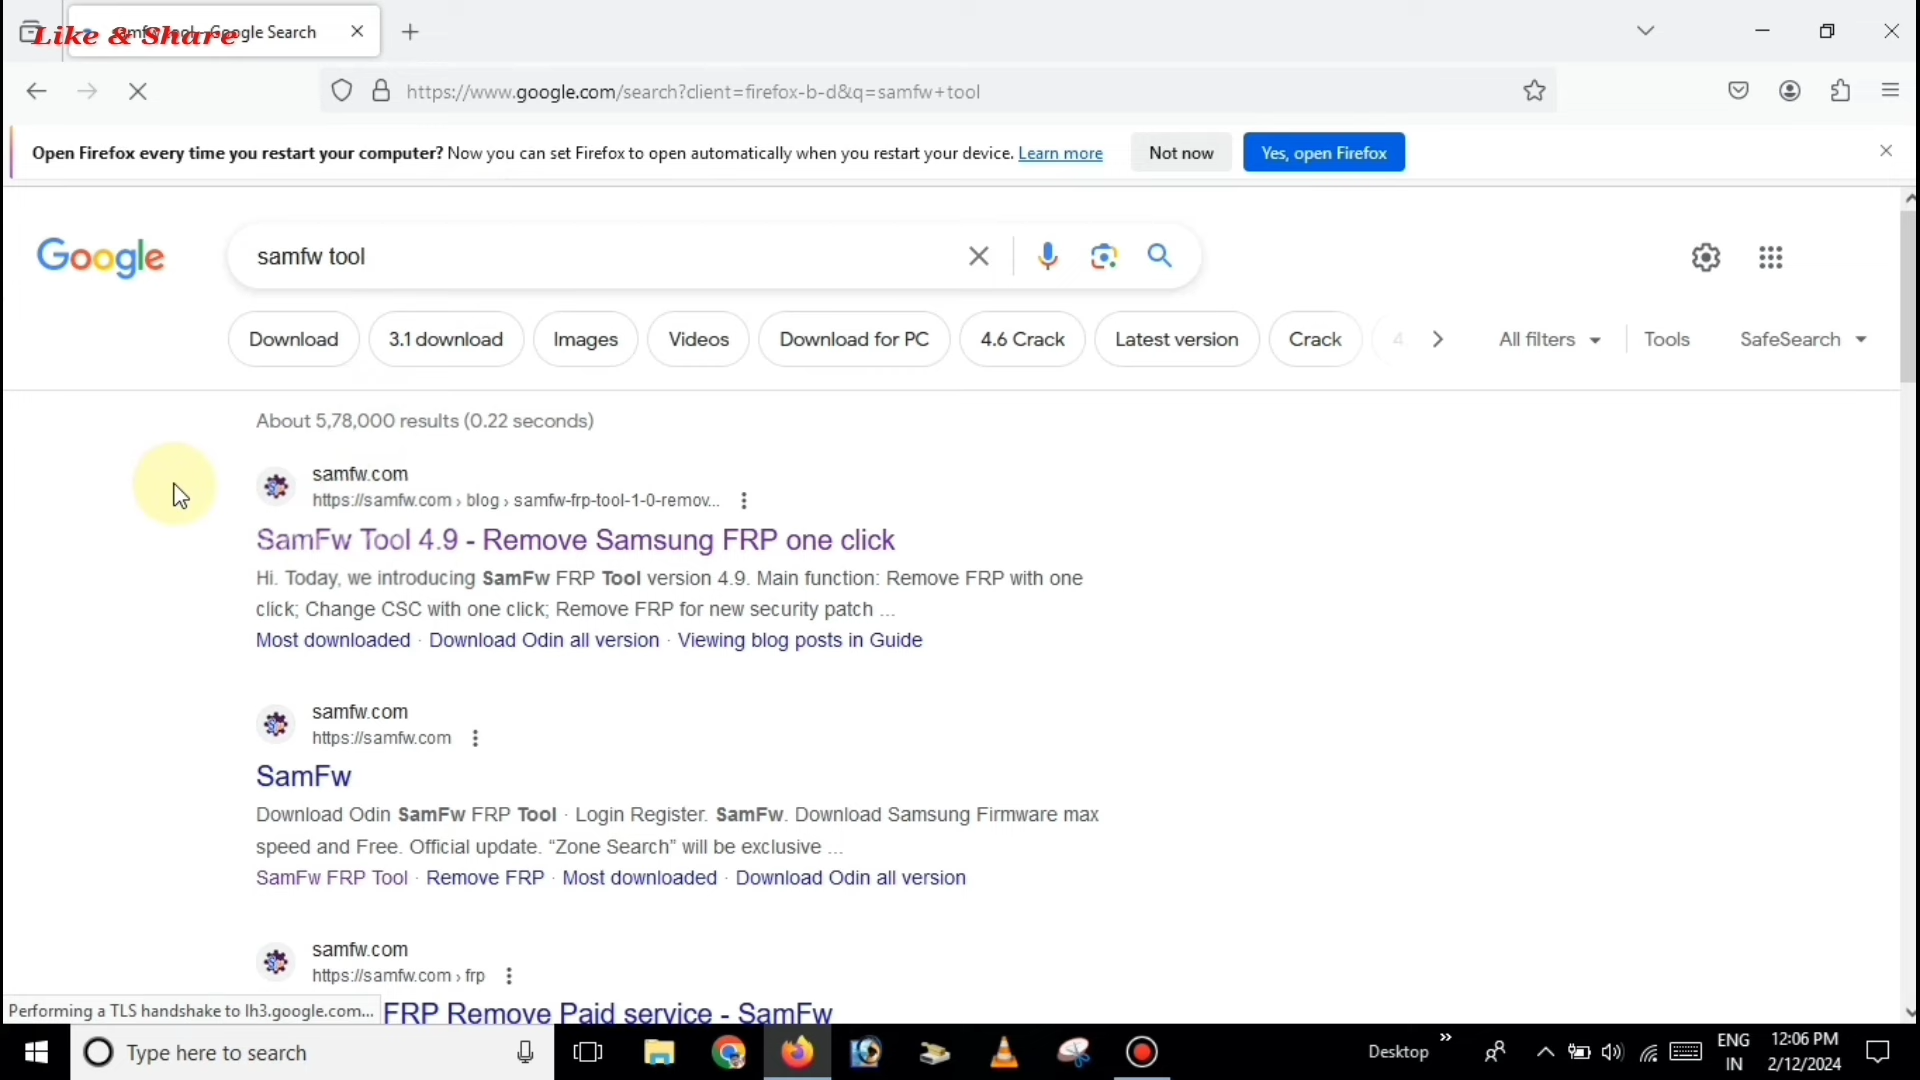 Like & Share
samfw tool - Google Search
https://www.google.com/search?client=firefox-b-d&q=samfw+tool
Open Firefox every time you restart your computer? Now you can set Firefox to open automatically when you restart your device. Learn more
Not now
Yes, open Firefox
Google
samfw tool
Download
3.1 download
Images
Videos
Download for PC
4.6 Crack
Latest version
Crack
4
All filters
Tools
SafeSearch
About 5,78,000 results (0.22 seconds)
samfw.com
https://samfw.com › blog › samfw-frp-tool-1-0-remov...
SamFw Tool 4.9 - Remove Samsung FRP one click
Hi. Today, we introducing SamFw FRP Tool version 4.9. Main function: Remove FRP with one
click; Change CSC with one click; Remove FRP for new security patch ...
Most downloaded · Download Odin all version · Viewing blog posts in Guide
samfw.com
https://samfw.com
SamFw
Download Odin SamFw FRP Tool · Login Register. SamFw. Download Samsung Firmware max
speed and Free. Official update. “Zone Search” will be exclusive ...
SamFw FRP Tool · Remove FRP · Most downloaded · Download Odin all version
samfw.com
https://samfw.com › frp
FRP Remove Paid service - SamFw
Performing a TLS handshake to lh3.google.com...
Type here to search
Desktop
ENG
IN
12:06 PM
2/12/2024